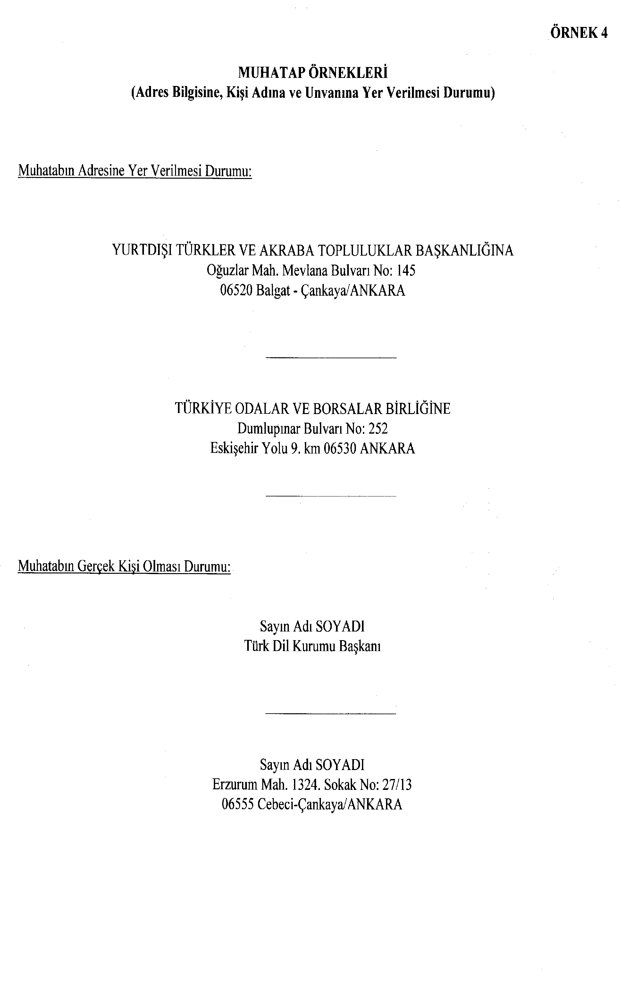 ÖRNEK 4
MUHATAP ÖRNEKLERİ
(Adres Bilgisine, Kişi Adına ve Unvanına Yer Verilmesi Durumu)
Muhatabın Adresine Yer Verilmesi Durumu:
YURTDIŞI TÜRKLER VE AKRABA TOPLULUKLAR BAŞKANLIĞINA
Oğuzlar Mah. Mevlana Bulvarı No: 145
06520 Balgat - Çankaya/ANKARA
TÜRKİYE ODALAR VE BORSALAR BİRLİĞİNE
Dumlupınar Bulvarı No: 252
Eskişehir Yolu 9. km 06530 ANKARA
Muhatabın Gerçek Kişi Olması Durumu:
Sayın Adı SOYADI
Türk Dil Kurumu Başkanı
Sayın Adı SOYADI
Erzurum Mah. 1324. Sokak No: 27/13
06555 Cebeci-Çankaya/ANKARA